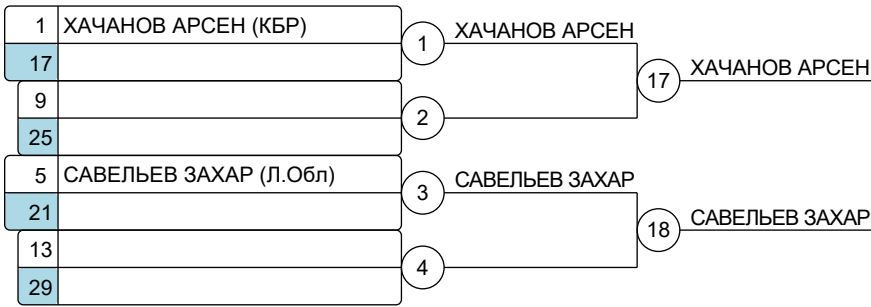 1 ХАЧАНОВ АРСЕН (КБР)
17
1 ХАЧАНОВ АРСЕН
9
25
2
17 ХАЧАНОВ АРСЕН
5 САВЕЛЬЕВ ЗАХАР (Л.Обл)
21
3 САВЕЛЬЕВ ЗАХАР
13
29
4
18 САВЕЛЬЕВ ЗАХАР